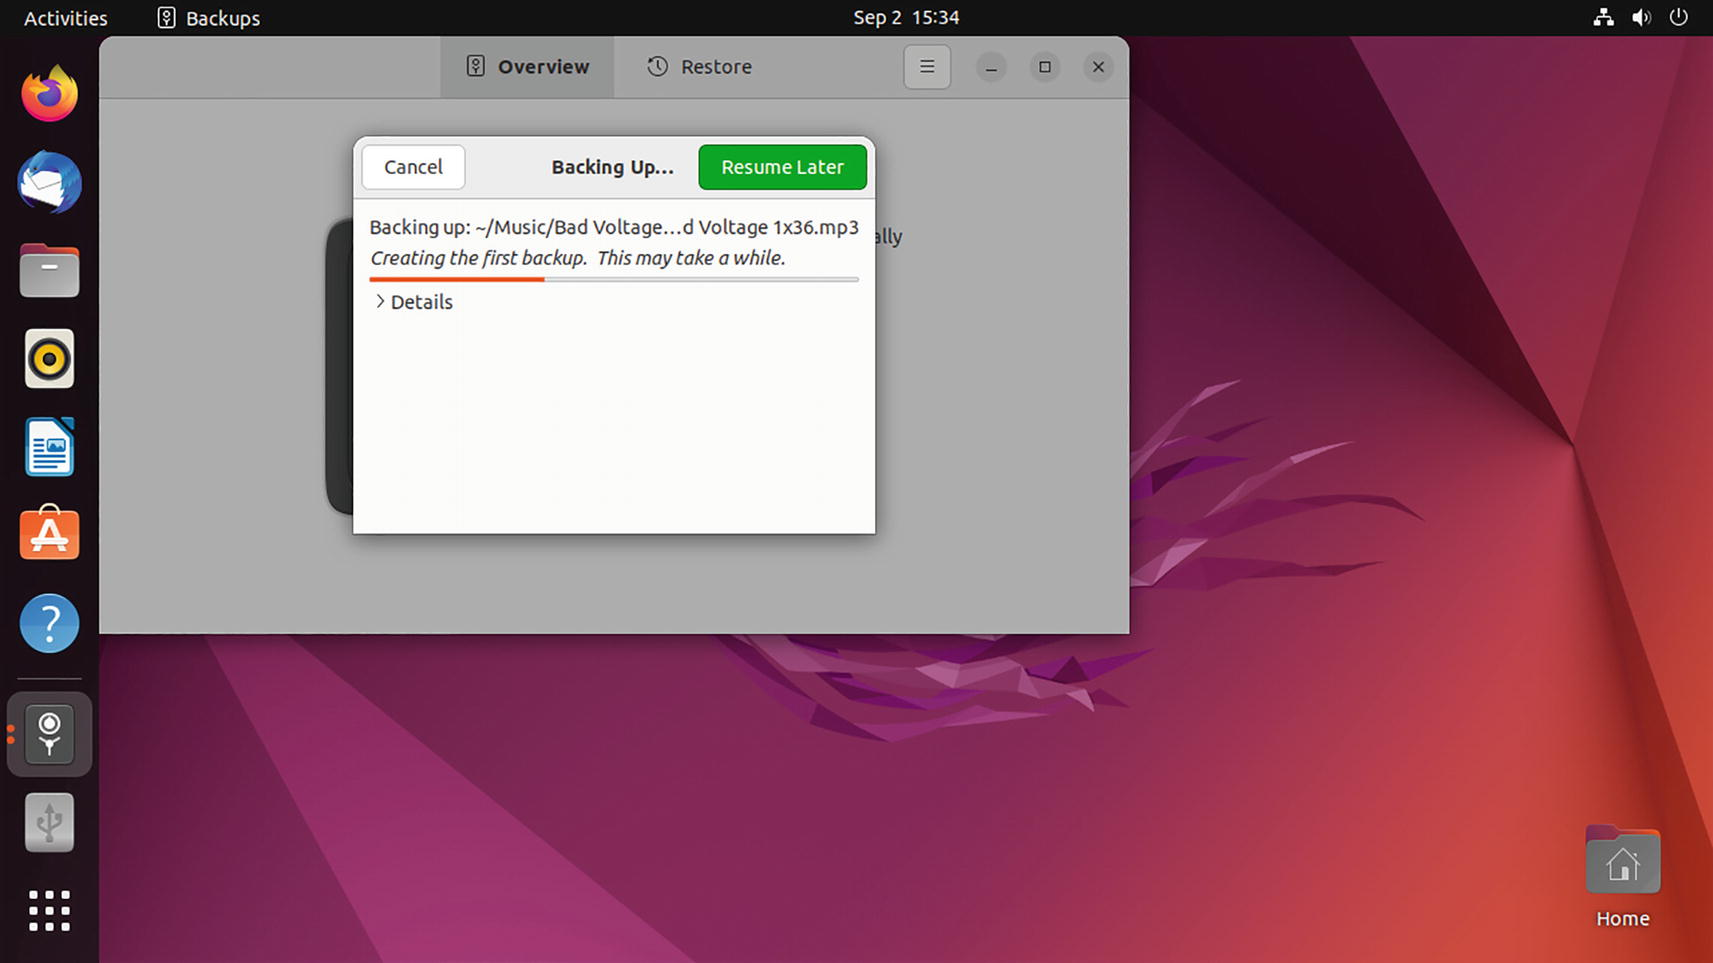 Activities
Backups
Sep 2 15:34
Overview
Restore
Cancel
Backing Up...
Resume Later
Backing up: ~/Music/Bad Voltage...d Voltage 1x36.mp3
ally
Creating the first backup. This may take a while.
Details
Home